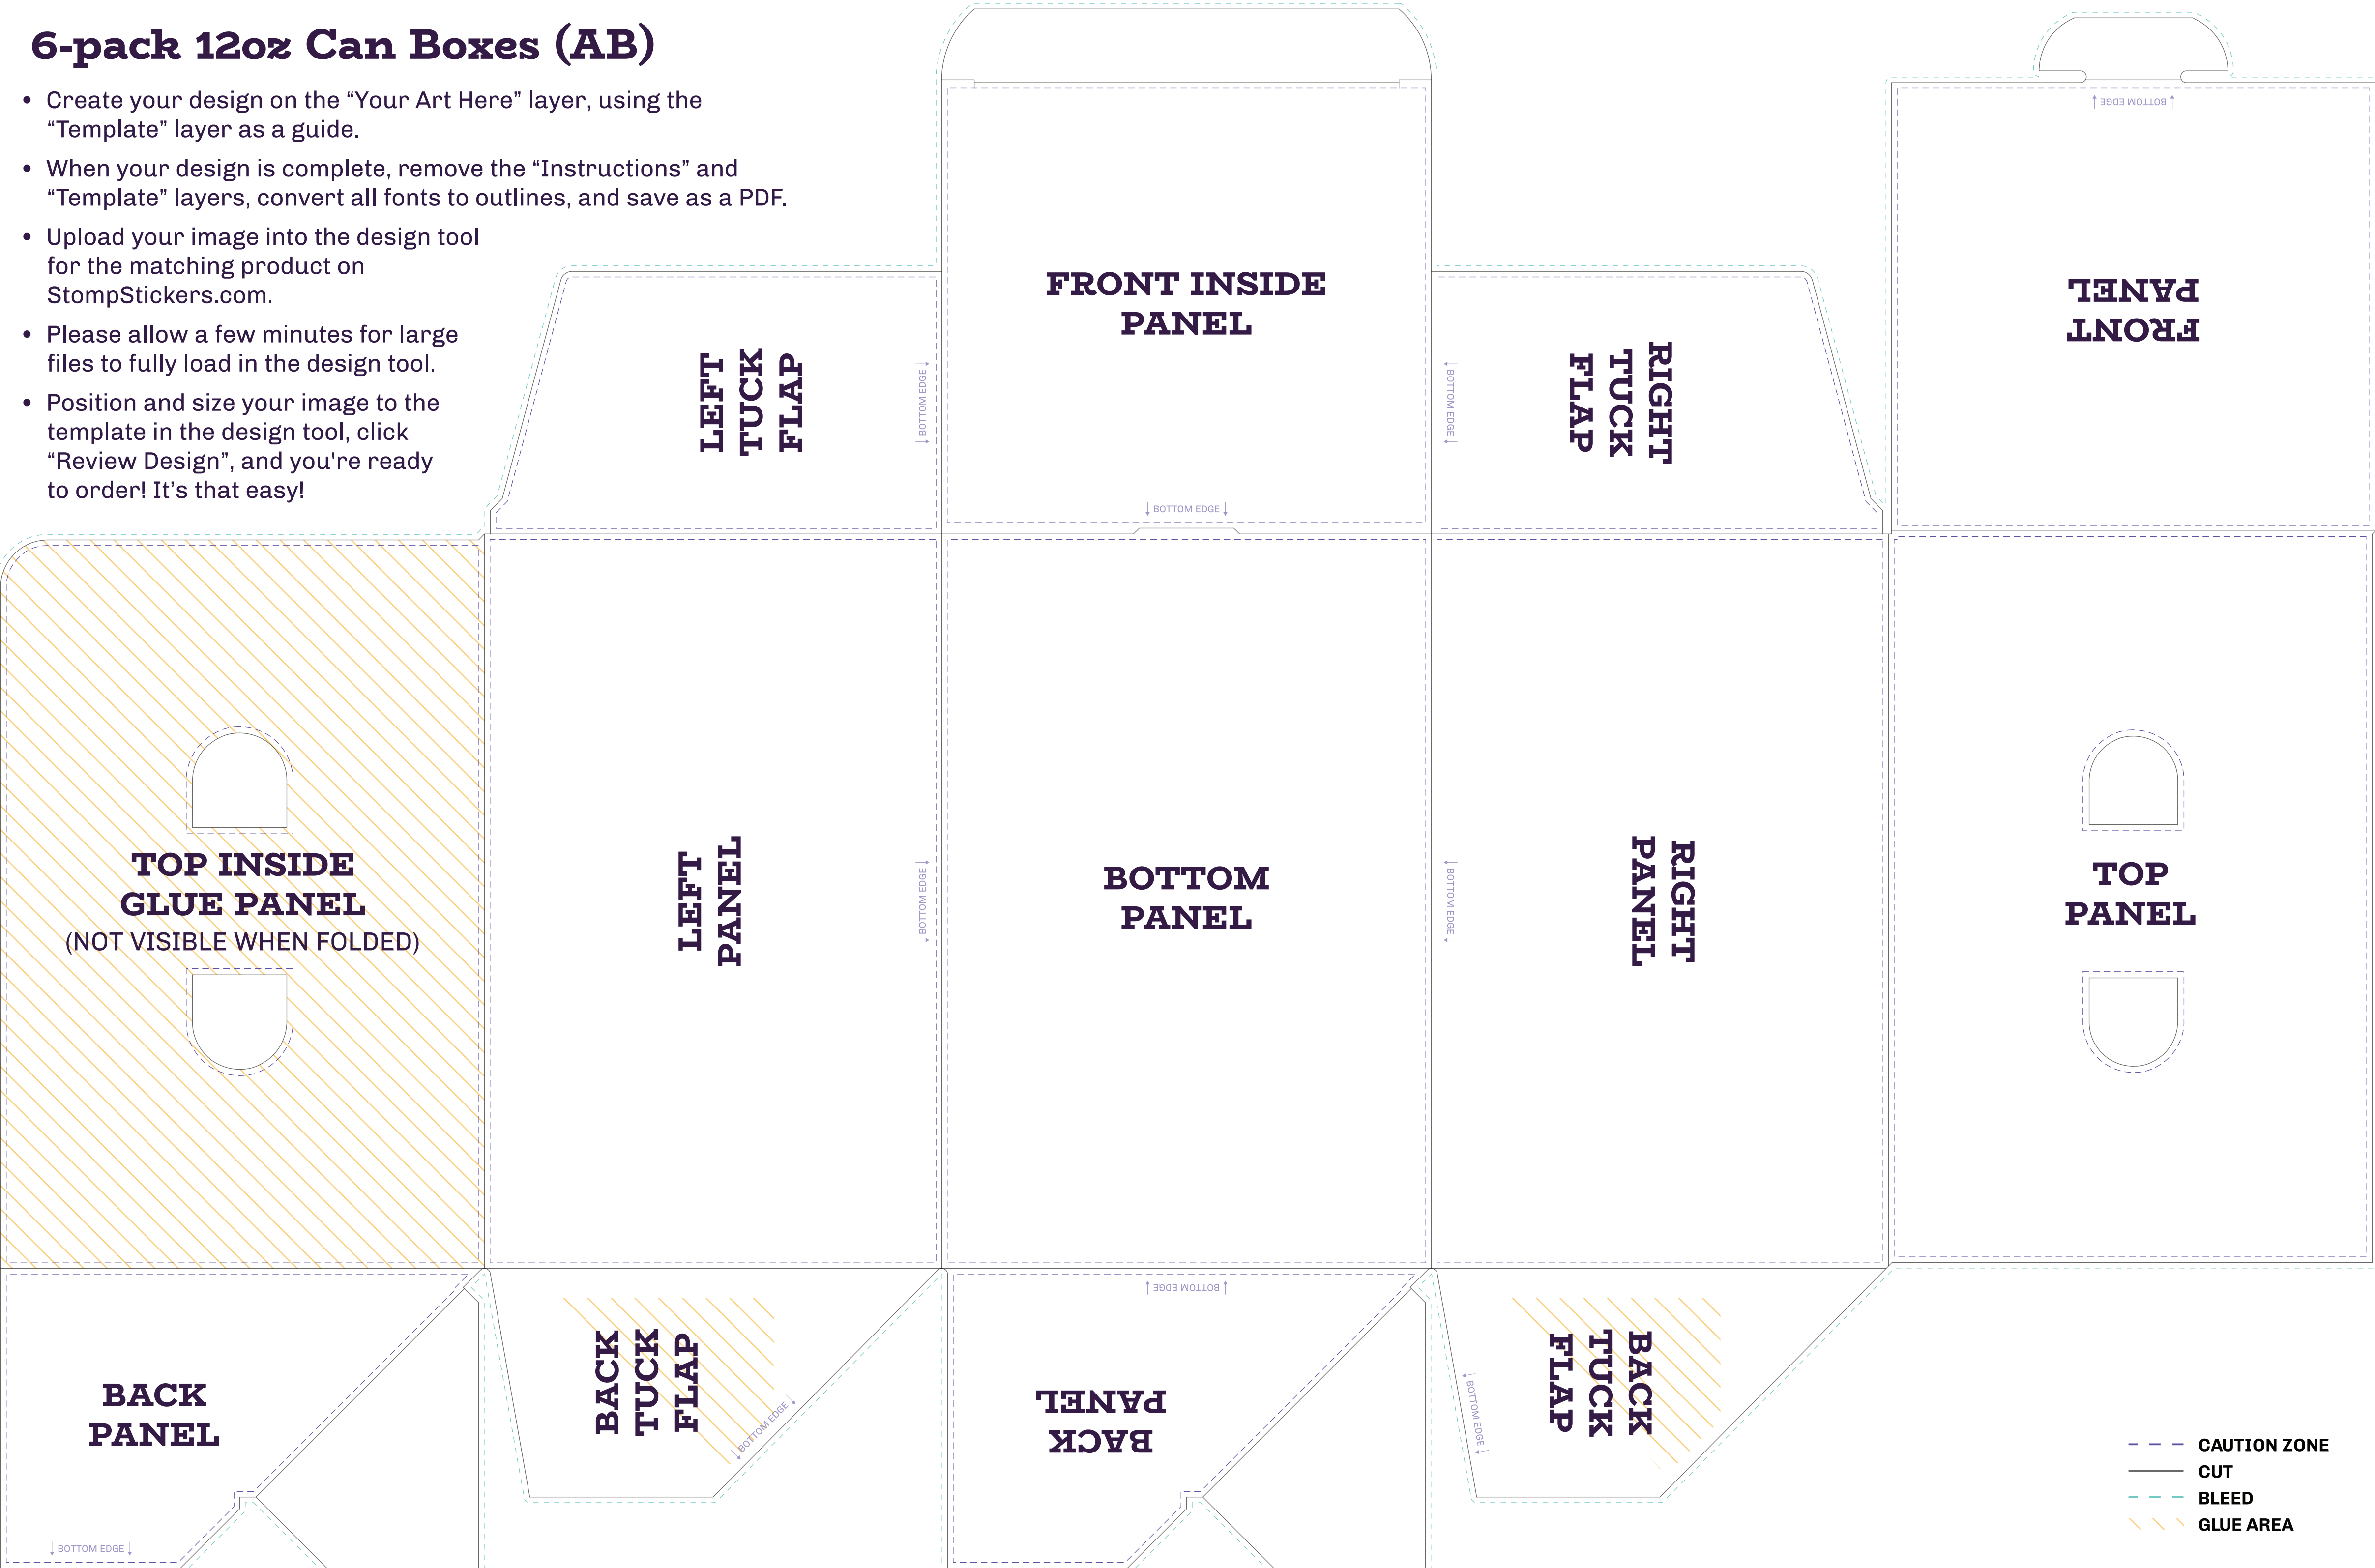 6-pack 12oz Can Boxes (AB)
• Create your design on the “Your Art Here” layer, using the
“Template” layer as a guide.
• When your design is complete, remove the “Instructions” and
“Template” layers, convert all fonts to outlines, and save as a PDF.
• Upload your image into the design tool
for the matching product on
StompStickers.com.
• Please allow a few minutes for large
files to fully load in the design tool.
• Position and size your image to the
template in the design tool, click
“Review Design”, and you're ready
to order! It’s that easy!
LEFT
TUCK
FLAP
BOTTOM EDGE
FRONT INSIDE
PANEL
BOTTOM EDGE
BOTTOM EDGE
RIGHT
TUCK
FLAP
BOTTOM EDGE
FRONT
PANEL
TOP INSIDE
GLUE PANEL
(NOT VISIBLE WHEN FOLDED)
LEFT
PANEL
BOTTOM EDGE
BOTTOM
PANEL
BOTTOM EDGE
RIGHT
PANEL
TOP
PANEL
BACK
PANEL
BOTTOM EDGE
BACK
TUCK
FLAP
BOTTOM EDGE
BOTTOM EDGE
BACK
PANEL
BOTTOM EDGE
BACK
TUCK
FLAP
CAUTION ZONE
CUT
BLEED
GLUE AREA